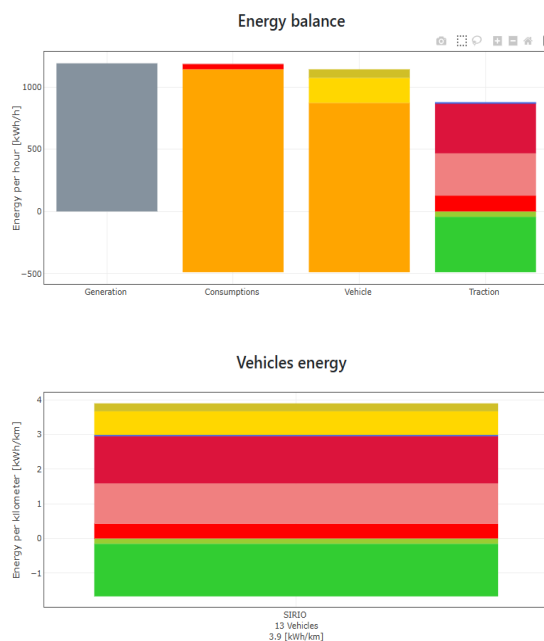 Energy balance
Energy per hour [kWh/h]
1000
500
0
−500
Generation
Consumptions
Vehicle
Traction
Vehicles energy
Energy per kilometer [kWh/km]
4
3
2
1
0
−1
SIRIO
13 Vehicles
3.9 [kWh/km]